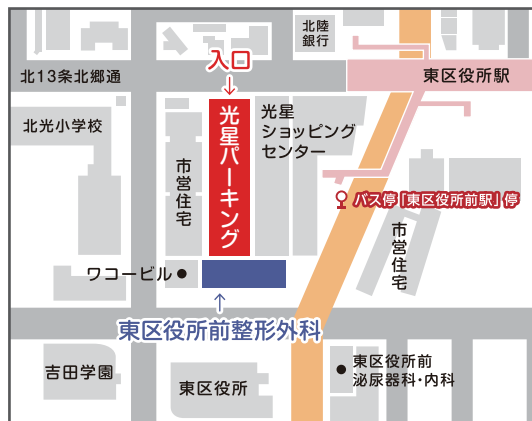 北陸
銀行
入口
北13条北郷通
東区役所駅
北光小学校
光星パーキング
光星
ショッピング
センター
市営住宅
バス停「東区役所前駅」停
市営住宅
ワコービル
東区役所前整形外科
吉田学園
東区役所
東区役所前
泌尿器科・内科